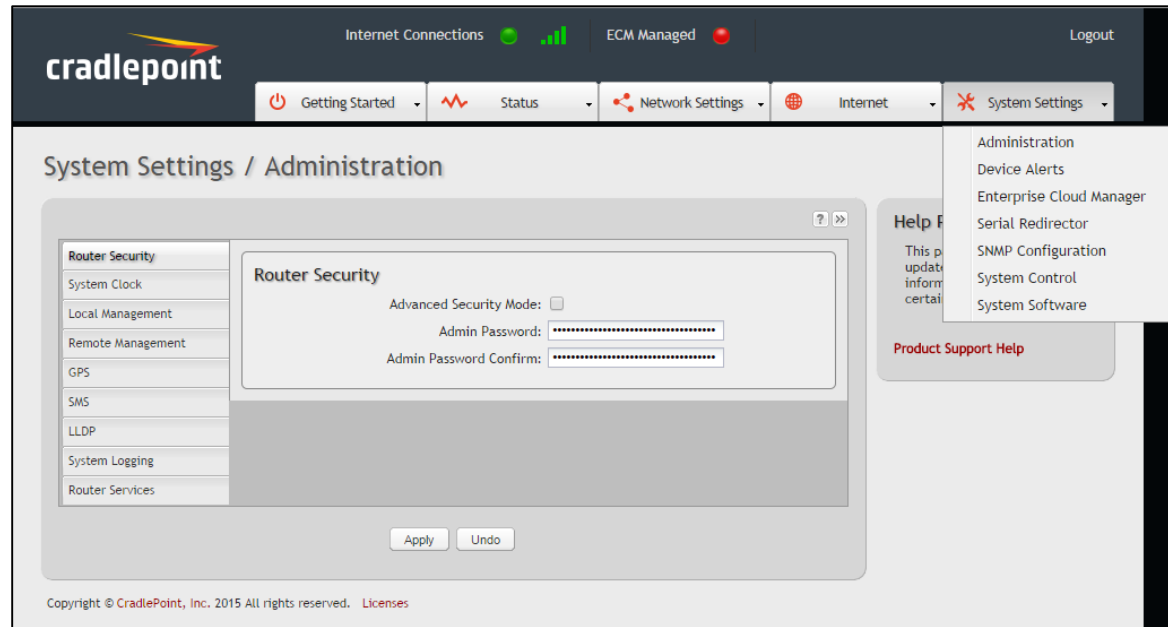 cradlepoint
Internet Connections
ECM Managed
Logout
Getting Started
Status
Network Settings
Internet
System Settings
Administration
Device Alerts
Enterprise Cloud Manager
Serial Redirector
SNMP Configuration
System Control
System Software
System Settings / Administration
?
Router Security
System Clock
Local Management
Remote Management
GPS
SMS
LLDP
System Logging
Router Services
Router Security
Advanced Security Mode:
Admin Password:
Admin Password Confirm:
Apply
Undo
Help
This
certai
Product Support Help
Copyright © CradlePoint, Inc. 2015 All rights reserved. Licenses